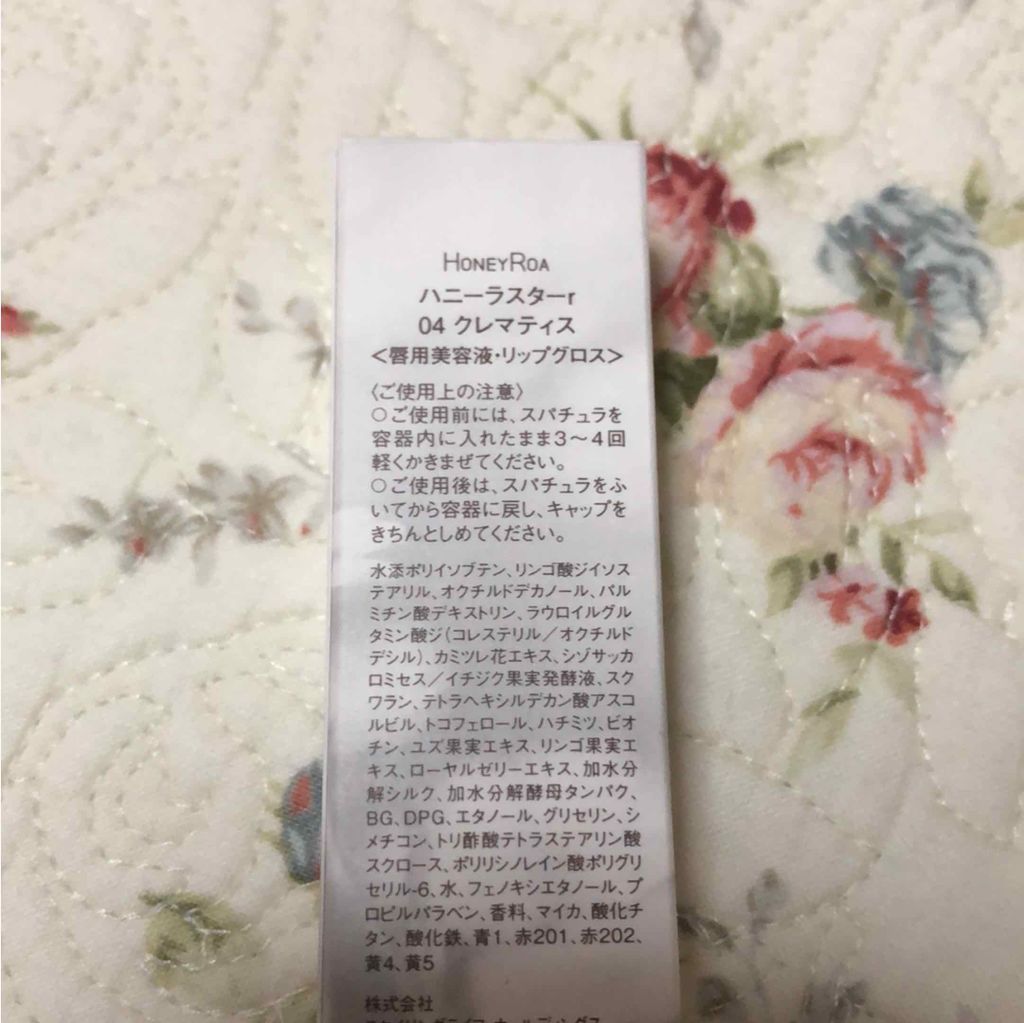 HONEYROA
ハニーラスターr
04 クレマティス
<唇用美容液・リップグロス>
〈ご使用上の注意〉
○ご使用前には、スパチュラを
容器内に入れたまま3〜4回
軽くかきまぜてください。
○ご使用後は、スパチュラをふ
いてから容器に戻し、キャップを
きちんとしめてください。
水添ポリイソブテン、リンゴ酸ジイソス
テアリル、オクチルドデカノール、パル
ミチン酸デキストリン、ラウロイルグル
タミン酸ジ(コレステリル/オクチルド
デシル)、カミツレ花エキス、シゾサッカ
ロミセス/イチジク果実発酵液、スク
ワラン、テトラヘキシルデカン酸アスコ
ルビル、トコフェロール、ハチミツ、ビオ
チン、ユズ果実エキス、リンゴ果実エ
キス、ローヤルゼリーエキス、加水分
解シルク、加水分解酵母タンパク、
BG、DPG、エタノール、グリセリン、シ
メチコン、トリ酢酸テトラステアリン酸
スクロース、ポリリシノレイン酸ポリグリ
セリル-6、水、フェノキシエタノール、プ
ロピルパラベン、香料、マイカ、酸化チ
タン、酸化鉄、青1、赤201、赤202、
黄4、黄5
株式会社